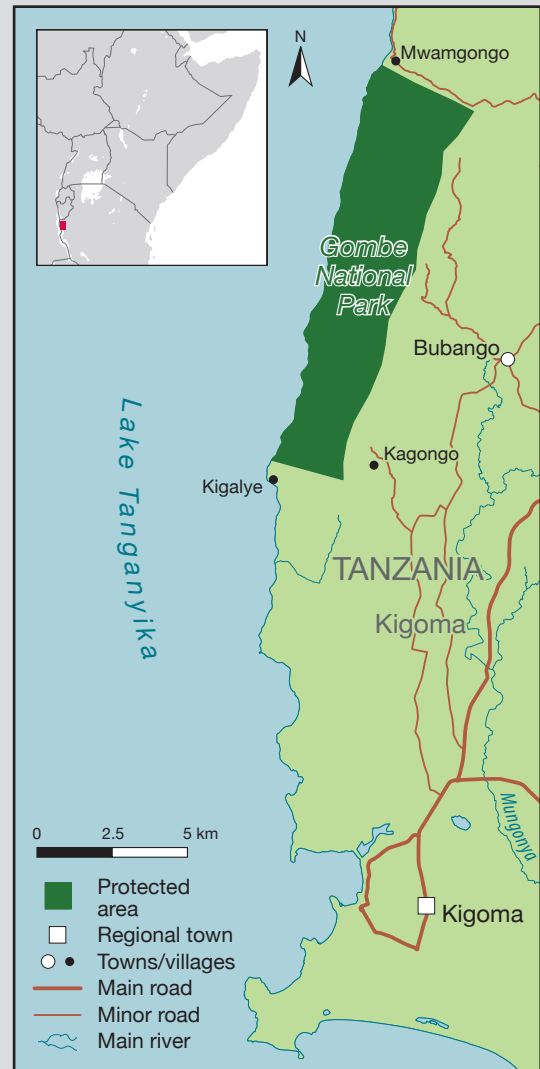 N
Mwamgongo
Gombe
National
Park
Bubango
Kagongo
Kigalye
Lake Tanganyika
TANZANIA
Kigoma
Mungonya
0 2.5 5 km
Protected
area
Regional town
Towns/villages
Main road
Minor road
Main river
Kigoma